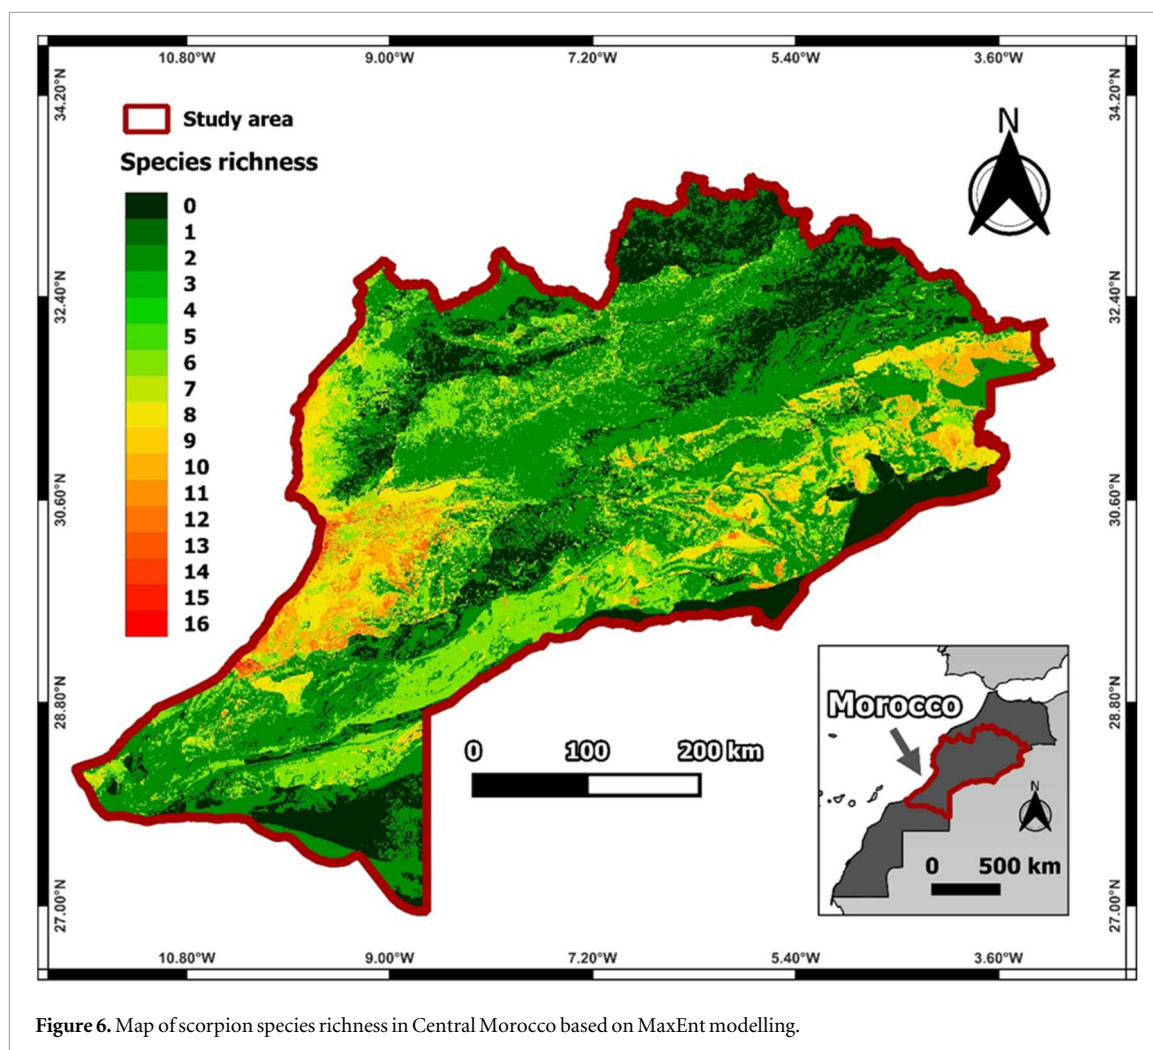 10.80°W 9.00°W 7.20°W 5.40°W 3.60°W
34.20°N 34.20°N
N
Study area
Species richness
0
1
2
3
4
5
6
7
8
9
10
11
12
13
14
15
16
32.40°N 32.40°N
30.60°N 30.60°N
28.80°N 28.80°N
27.00°N 27.00°N
0 100 200 km
Morocco
N
0 500 km
10.80°W 9.00°W 7.20°W 5.40°W 3.60°W
Figure 6. Map of scorpion species richness in Central Morocco based on MaxEnt modelling.